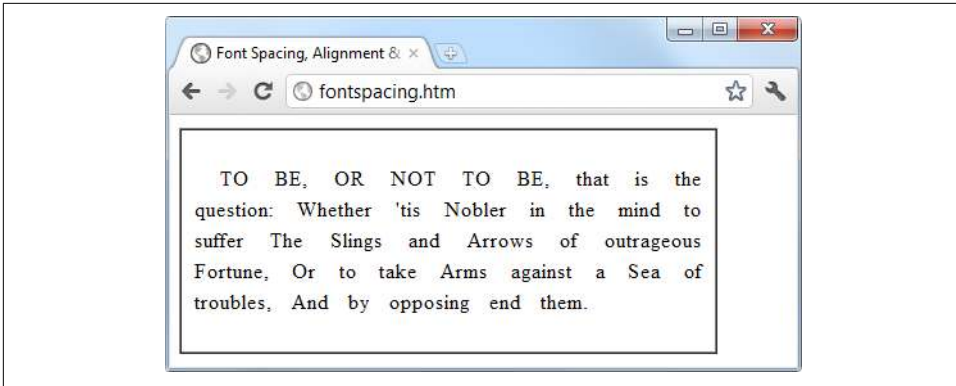 Font Spacing, Alignment &
fontspacing.htm
TO BE, OR NOT TO BE, that is the
question: Whether 'tis Nobler in the mind to
suffer The Slings and Arrows of outrageous
Fortune, Or to take Arms against a Sea of
troubles, And by opposing end them.